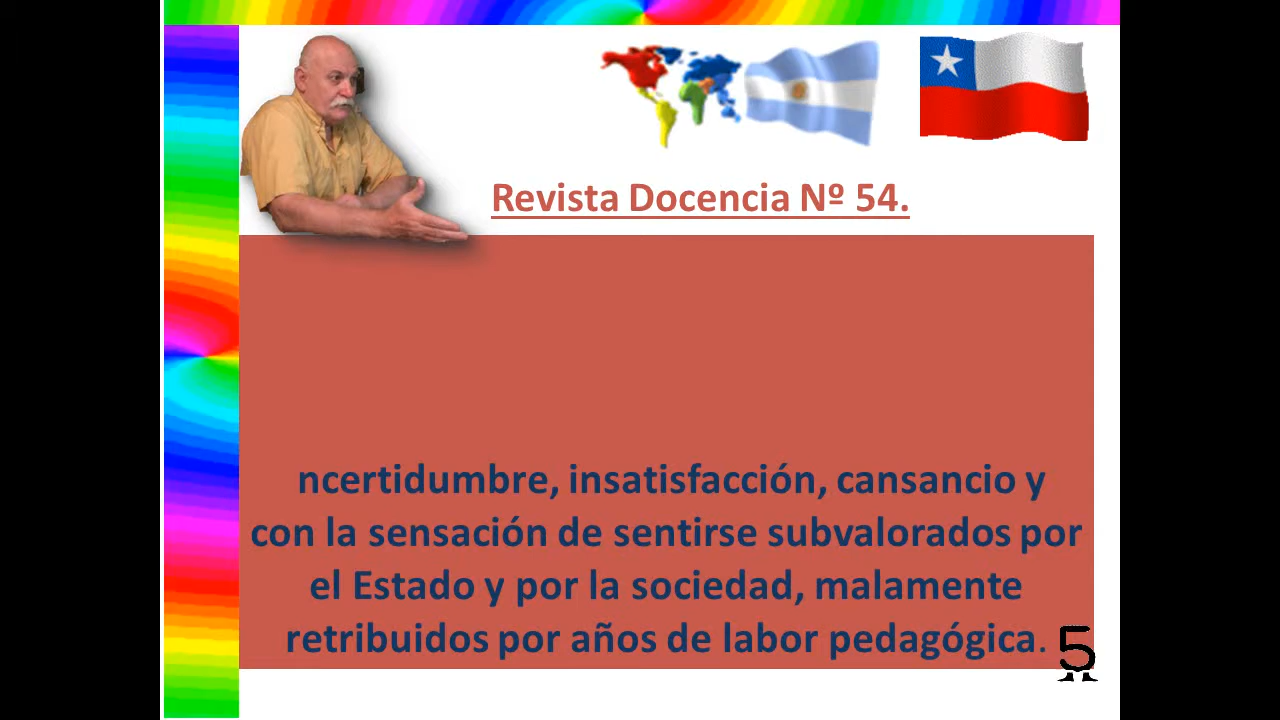 Revista Docencia Nº 54.
ncertidumbre, insatisfacción, cansancio y
con la sensación de sentirse subvalorados por
el Estado y por la sociedad, malamente
retribuidos por años de labor pedagógica.
5